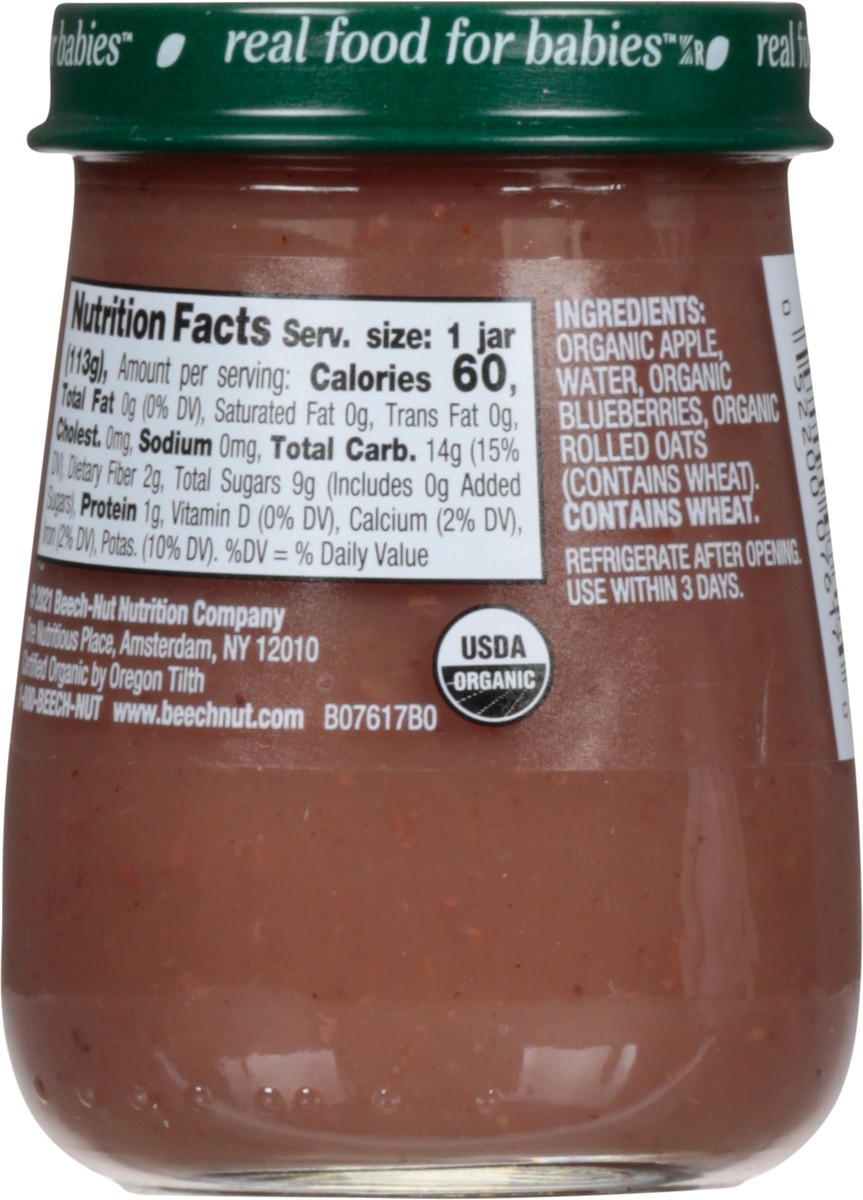 r babies™ real food for babies™ R real fo
Nutrition Facts Serv. size: 1 jar
(113g), Amount per serving: Calories 60,
Total Fat 0g (0% DV), Saturated Fat 0g, Trans Fat 0g,
Cholest. 0mg, Sodium 0mg, Total Carb. 14g (15%
DV), Dietary Fiber 2g, Total Sugars 9g (Includes 0g Added
Sugars), Protein 1g, Vitamin D (0% DV), Calcium (2% DV),
Iron (2% DV), Potas. (10% DV). %DV = % Daily Value
INGREDIENTS:
ORGANIC APPLE,
WATER, ORGANIC
BLUEBERRIES, ORGANIC
ROLLED OATS
(CONTAINS WHEAT).
CONTAINS WHEAT.
REFRIGERATE AFTER OPENING.
USE WITHIN 3 DAYS.
©2021 Beech-Nut Nutrition Company
One Nutritious Place, Amsterdam, NY 12010
Certified Organic by Oregon Tilth
1-800-BEECH-NUT www.beechnut.com B07617B0
USDA
ORGANIC